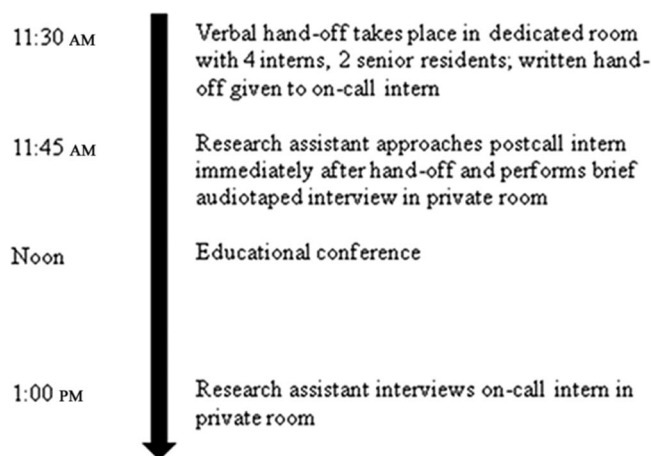 11:30 AM
Verbal hand-off takes place in dedicated room
with 4 interns, 2 senior residents; written hand-
off given to on-call intern
11:45 AM
Research assistant approaches postcall intern
immediately after hand-off and performs brief
audiotaped interview in private room
Noon
Educational conference
1:00 PM
Research assistant interviews on-call intern in
private room